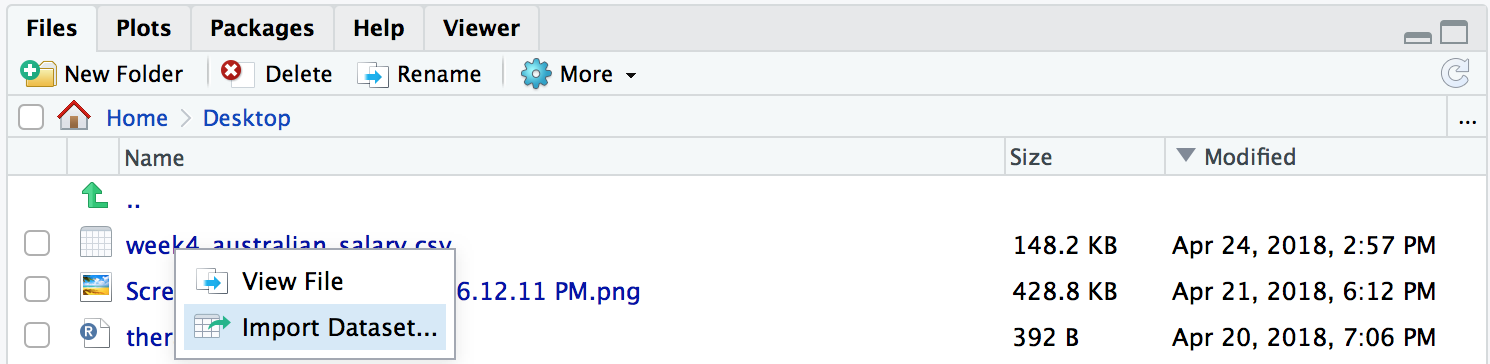 Files Plots Packages Help Viewer
New Folder Delete Rename More
Home Desktop ...
Name Size Modified
..
week4_australian_salary.csv 148.2 KB Apr 24, 2018, 2:57 PM
View File
Scre 6.12.11 PM.png 428.8 KB Apr 21, 2018, 6:12 PM
Import Dataset...
R ther 392 B Apr 20, 2018, 7:06 PM